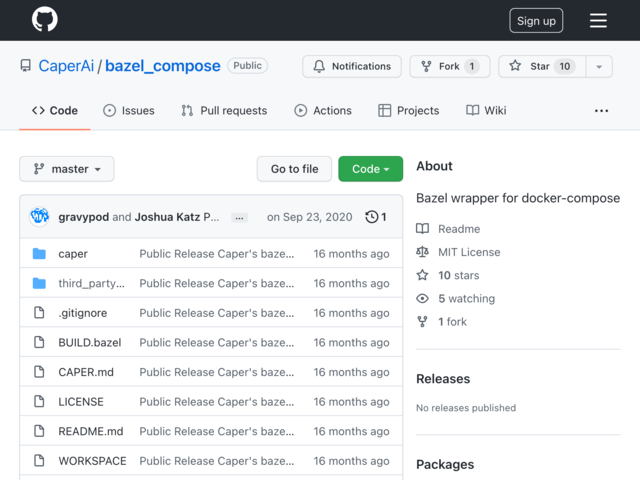 Sign up
CaperAi / bazel_compose Public
Notifications Fork 1 Star 10
Code Issues Pull requests Actions Projects Wiki
master Go to file Code
gravypod and Joshua Katz P... ... on Sep 23, 2020 1
caper Public Release Caper's baze... 16 months ago
third_party... Public Release Caper's baze... 16 months ago
.gitignore Public Release Caper's baze... 16 months ago
BUILD.bazel Public Release Caper's baze... 16 months ago
CAPER.md Public Release Caper's baze... 16 months ago
LICENSE Public Release Caper's baze... 16 months ago
README.md Public Release Caper's baze... 16 months ago
WORKSPACE Public Release Caper's baze... 16 months ago
About
Bazel wrapper for docker-compose
Readme
MIT License
10 stars
5 watching
1 fork
Releases
No releases published
Packages